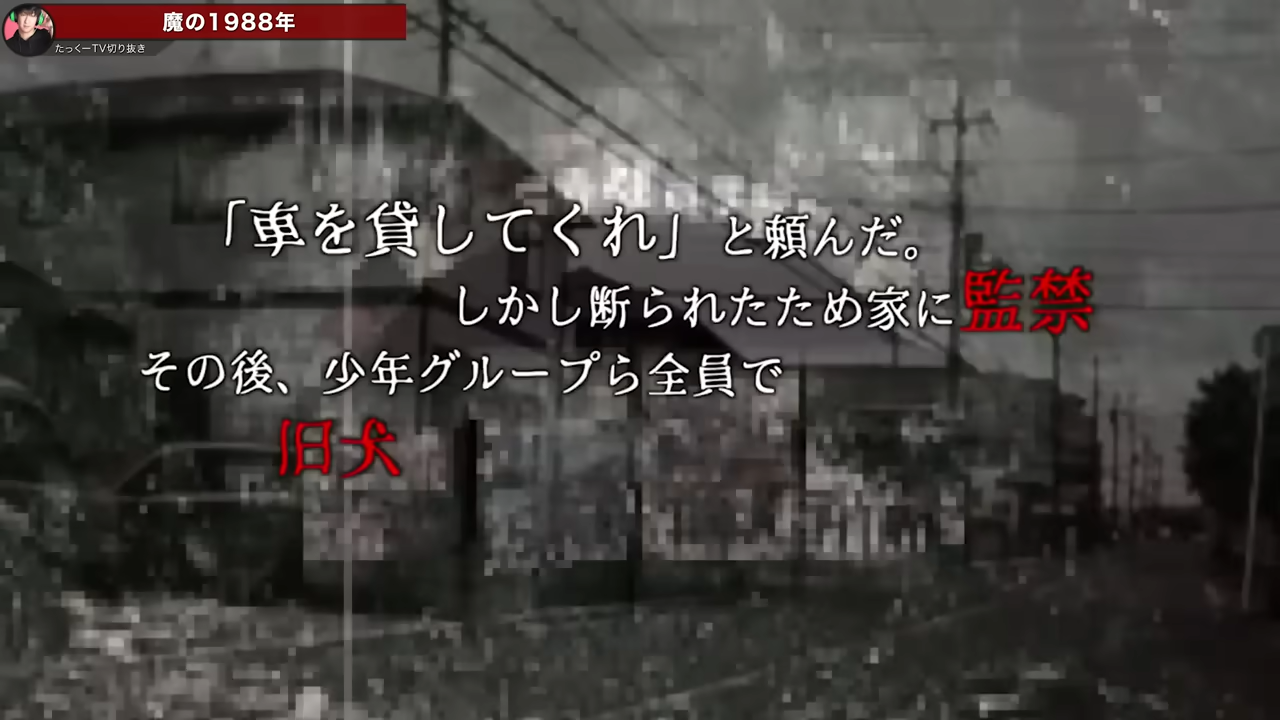 魔の1988年
たっくーTV切り抜き
「車を貸してくれ」と頼んだ。
しかし断られたため家に監禁
その後、少年グループら全員で
旧犬